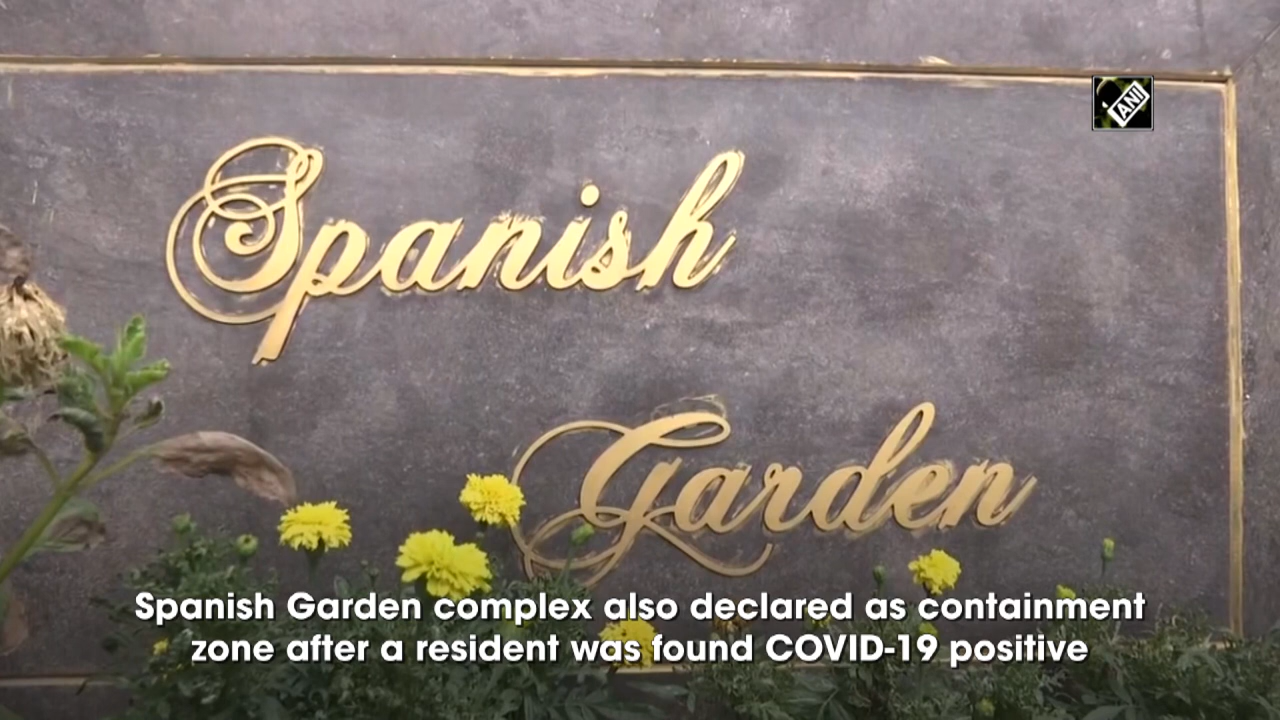 ANI
Spanish
Garden
Spanish Garden complex also declared as containment
zone after a resident was found COVID-19 positive